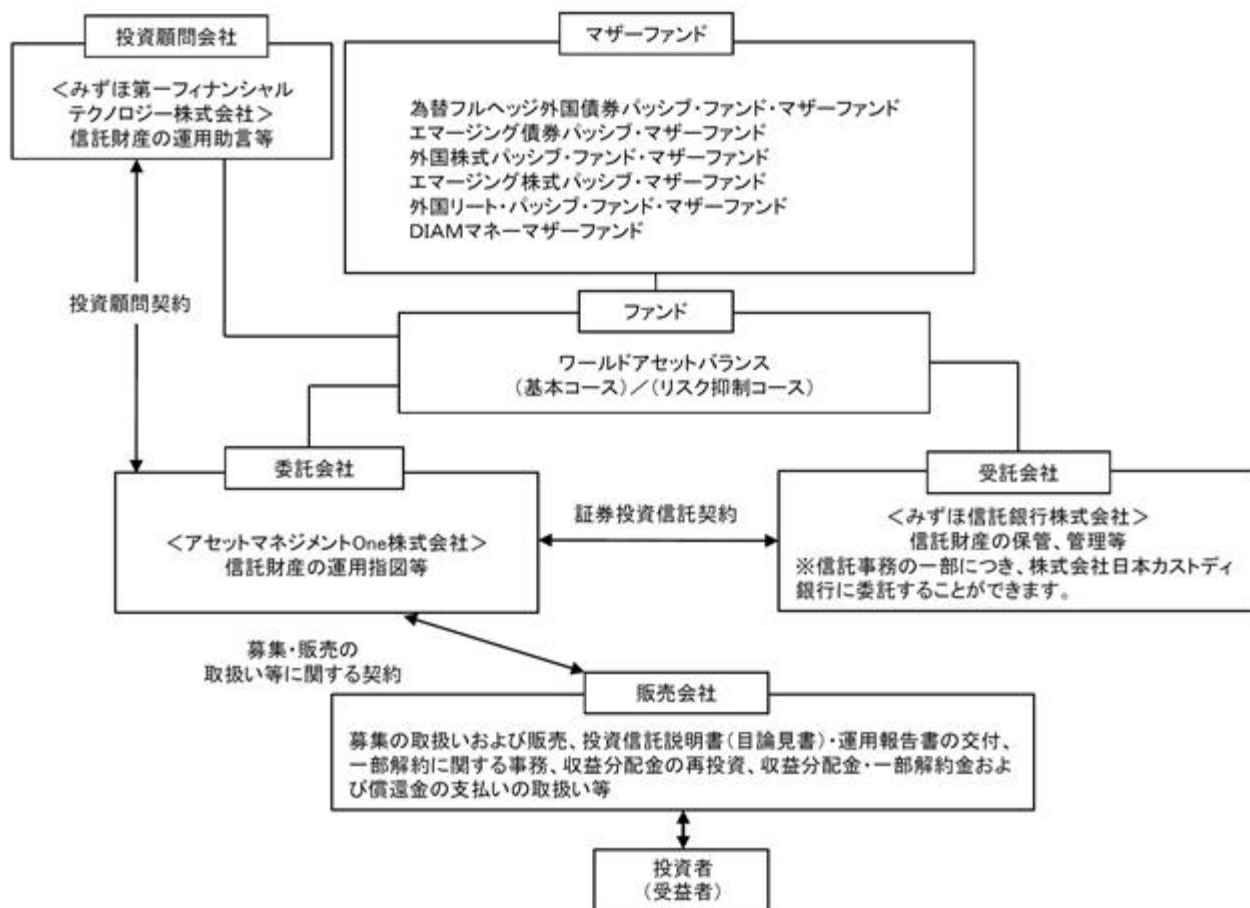 投資顧問会社
＜みずほ第一フィナンシャル
テクノロジー株式会社＞
信託財産の運用助言等
マザーファンド
為替フルヘッジ外国債券パッシブ・ファンド・マザーファンド
エマージング債券パッシブ・マザーファンド
外国株式パッシブ・ファンド・マザーファンド
エマージング株式パッシブ・マザーファンド
外国リート・パッシブ・ファンド・マザーファンド
DIAMマネーマザーファンド
投資顧問契約
ファンド
ワールドアセットバランス
（基本コース）／（リスク抑制コース）
委託会社
＜アセットマネジメントOne株式会社＞
信託財産の運用指図等
証券投資信託契約
受託会社
＜みずほ信託銀行株式会社＞
信託財産の保管、管理等
※信託事務の一部につき、株式会社日本カストディ
銀行に委託することができます。
募集・販売の
取扱い等に関する契約
販売会社
募集の取扱いおよび販売、投資信託説明書（目論見書）・運用報告書の交付、
一部解約に関する事務、収益分配金の再投資、収益分配金・一部解約金およ
び償還金の支払いの取扱い等
投資者
（受益者）